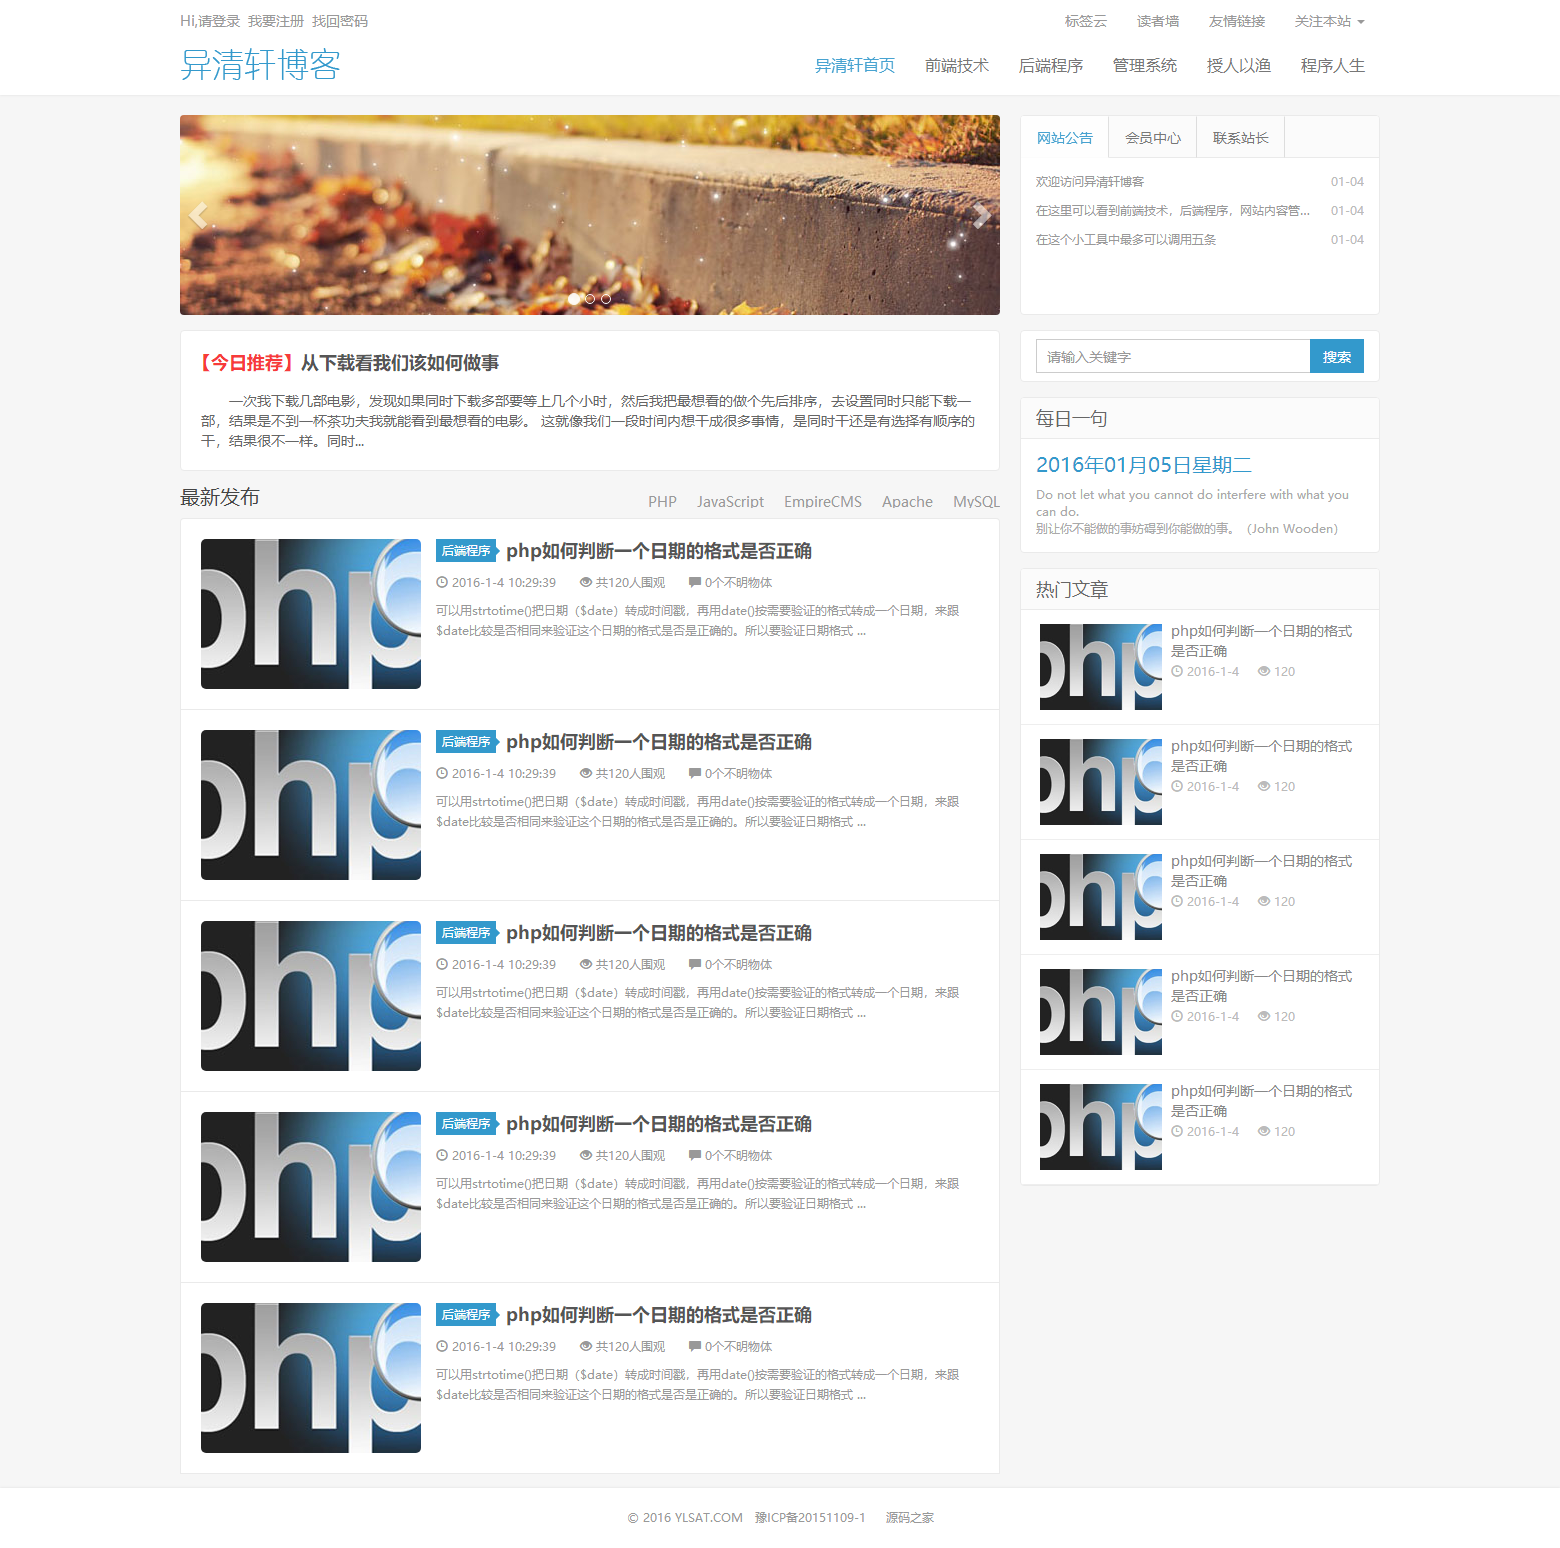 Hi,请登录 我要注册 找回密码
标签云 读者墙 友情链接 关注本站
异清轩博客
异清轩首页 前端技术 后端程序 管理系统 授人以渔 程序人生
网站公告 会员中心 联系站长
欢迎访问异清轩博客 01-04
在这里可以看到前端技术，后端程序，网站内容管... 01-04
在这个小工具中最多可以调用五条 01-04
【今日推荐】从下载看我们该如何做事
一次我下载几部电影，发现如果同时下载多部要等上几个小时，然后我把最想看的做个先后排序，去设置同时只能下载一
部，结果是不到一杯茶功夫我就能看到最想看的电影。 这就像我们一段时间内想干成很多事情，是同时干还是有选择有顺序的
干，结果很不一样。同时...
请输入关键字 搜索
每日一句
2016年01月05日星期二
Do not let what you cannot do interfere with what you
can do.
别让你不能做的事妨碍到你能做的事。（John Wooden）
最新发布
PHP JavaScript EmpireCMS Apache MySQL
php
后端程序 php如何判断一个日期的格式是否正确
2016-1-4 10:29:39 共120人围观 0个不明物体
可以用strtotime()把日期（$date）转成时间戳，再用date()按需要验证的格式转成一个日期，来跟
$date比较是否相同来验证这个日期的格式是否是正确的。所以要验证日期格式 ...
php
后端程序 php如何判断一个日期的格式是否正确
2016-1-4 10:29:39 共120人围观 0个不明物体
可以用strtotime()把日期（$date）转成时间戳，再用date()按需要验证的格式转成一个日期，来跟
$date比较是否相同来验证这个日期的格式是否是正确的。所以要验证日期格式 ...
php
后端程序 php如何判断一个日期的格式是否正确
2016-1-4 10:29:39 共120人围观 0个不明物体
可以用strtotime()把日期（$date）转成时间戳，再用date()按需要验证的格式转成一个日期，来跟
$date比较是否相同来验证这个日期的格式是否是正确的。所以要验证日期格式 ...
php
后端程序 php如何判断一个日期的格式是否正确
2016-1-4 10:29:39 共120人围观 0个不明物体
可以用strtotime()把日期（$date）转成时间戳，再用date()按需要验证的格式转成一个日期，来跟
$date比较是否相同来验证这个日期的格式是否是正确的。所以要验证日期格式 ...
php
后端程序 php如何判断一个日期的格式是否正确
2016-1-4 10:29:39 共120人围观 0个不明物体
可以用strtotime()把日期（$date）转成时间戳，再用date()按需要验证的格式转成一个日期，来跟
$date比较是否相同来验证这个日期的格式是否是正确的。所以要验证日期格式 ...
热门文章
php
php如何判断一个日期的格式
是否正确
2016-1-4 120
php
php如何判断一个日期的格式
是否正确
2016-1-4 120
php
php如何判断一个日期的格式
是否正确
2016-1-4 120
php
php如何判断一个日期的格式
是否正确
2016-1-4 120
php
php如何判断一个日期的格式
是否正确
2016-1-4 120
© 2016 YLSAT.COM 豫ICP备20151109-1 源码之家